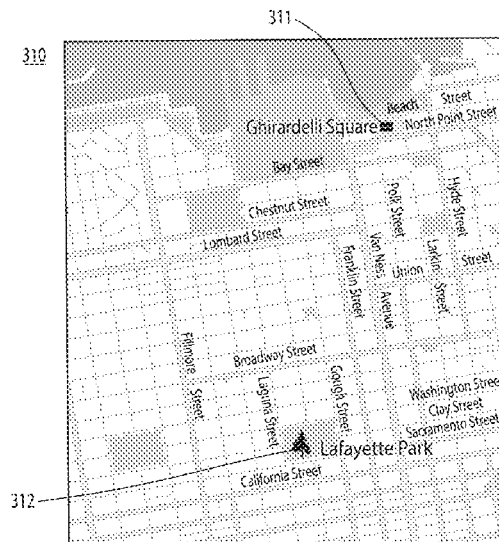 311
310
Beach Street
Ghirardelli Square
North Point Street
Bay Street
Chestnut Street
Lombard Street
Polk Street
Hyde Street
Van Ness Avenue
Franklin Street
Larkin Street
Union Street
Fillmore Street
Broadway Street
Laguna Street
Gough Street
Washington Stree
Clay Street
Sacramento Street
Lafayette Park
California Street
312